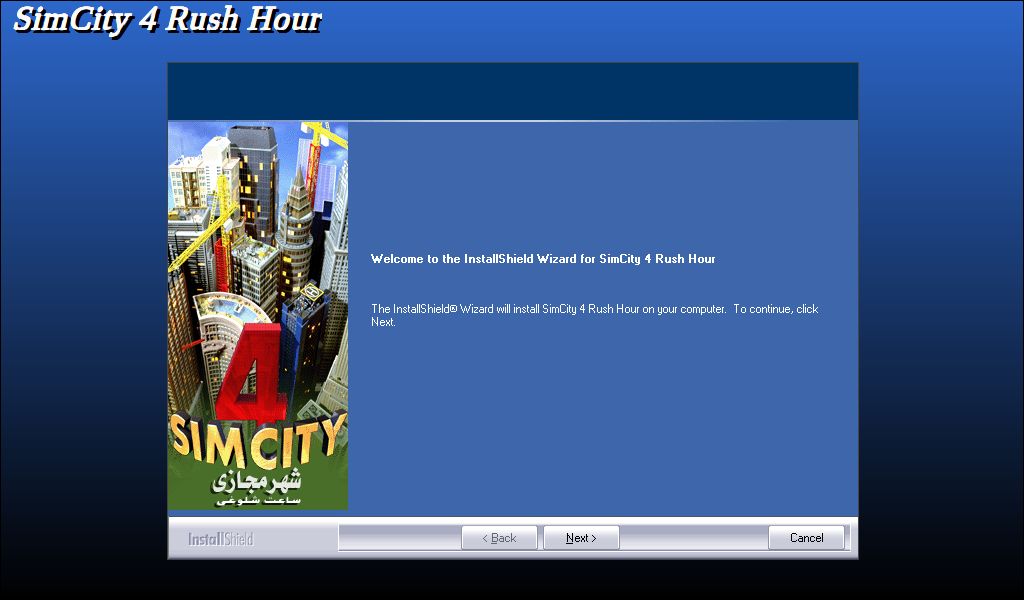 SimCity 4 Rush Hour
4
SIMCITY
شهر مجازی
ساعت شلوغی
Welcome to the InstallShield Wizard for SimCity 4 Rush Hour
The InstallShield® Wizard will install SimCity 4 Rush Hour on your computer.  To continue, click
Next.
InstallShield
< Back
Next >
Cancel